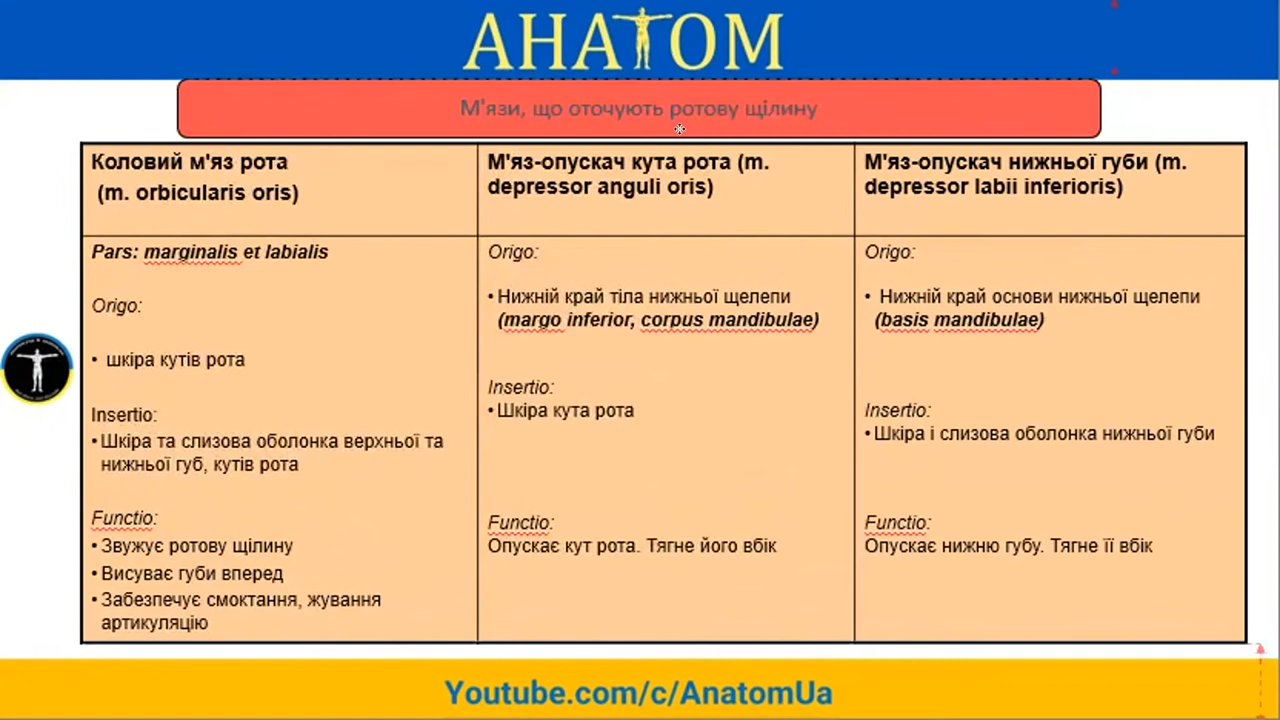 АНАТОМ
М'язи, що оточують ротову щілину
Коловий м'яз рота
(m. orbicularis oris)
М'яз-опускач кута рота (m.
depressor anguli oris)
М'яз-опускач нижньої губи (m.
depressor labii inferioris)
Pars: marginalis et labialis
Origo:
• шкіра кутів рота
Insertio:
• Шкіра та слизова оболонка верхньої та
нижньої губ, кутів рота
Functio:
• Звужує ротову щілину
• Висуває губи вперед
• Забезпечує смоктання, жування
артикуляцію
Origo:
• Нижній край тіла нижньої щелепи
(margo inferior, corpus mandibulae)
Insertio:
• Шкіра кута рота
Functio:
Опускає кут рота. Тягне його вбік
Origo:
• Нижній край основи нижньої щелепи
(basis mandibulae)
Insertio:
• Шкіра і слизова оболонка нижньої губи
Functio:
Опускає нижню губу. Тягне її вбік
Youtube.com/c/AnatomUa